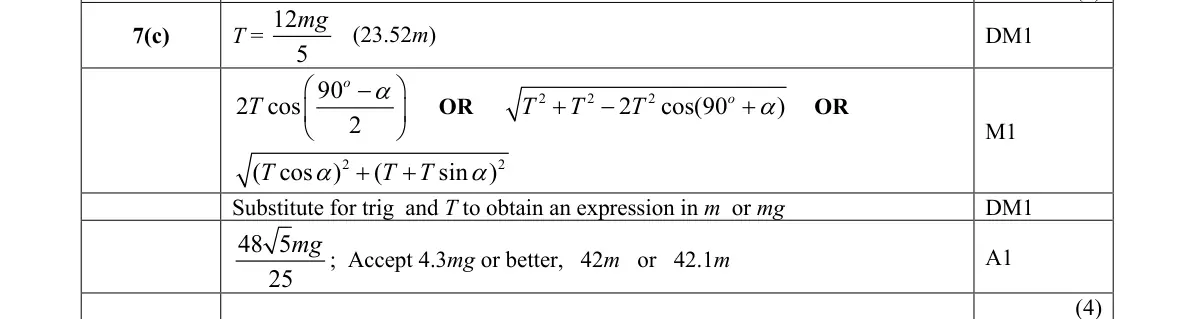 7(c) T = 12mg/5 (23.52m) DM1
2T cos((90° − α)/2) OR √(T² + T² − 2T² cos(90° + α)) OR
√((T cos α)² + (T + T sin α)²) M1
Substitute for trig and T to obtain an expression in m or mg DM1
48√5mg/25 ; Accept 4.3mg or better, 42m or 42.1m A1
(4)